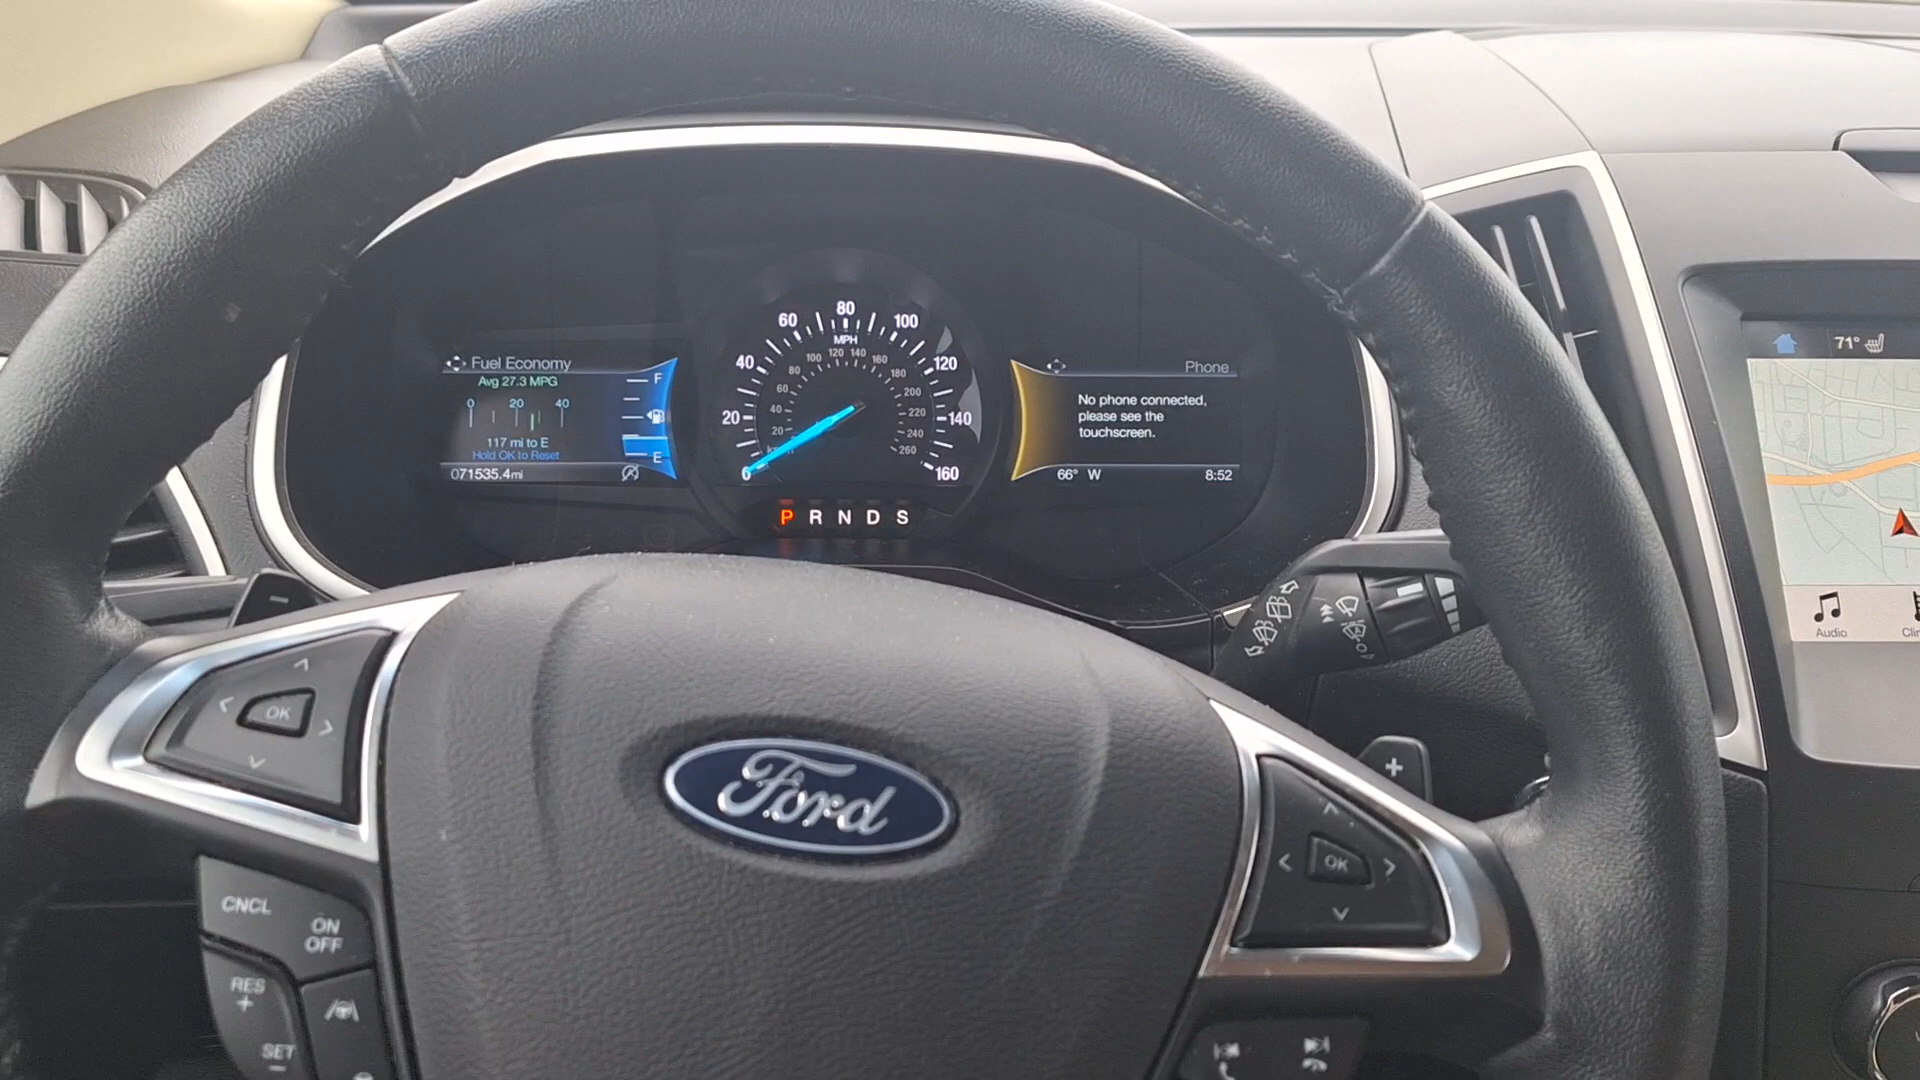 Fuel Economy
Avg 27.3 MPG
0 20 40
117 mi to E
Hold OK to Reset
071535.4mi
F
E
0 20 40 60 80 100 120 140 160
MPH
20 40 60 80 100 120 140 160 180 200 220 240 260
P R N D S
Phone
No phone connected,
please see the
touchscreen.
66° W
8:52
71°
Audio
OK
Ford
OK
+
−
CNCL
ON
OFF
RES
+
SET
−